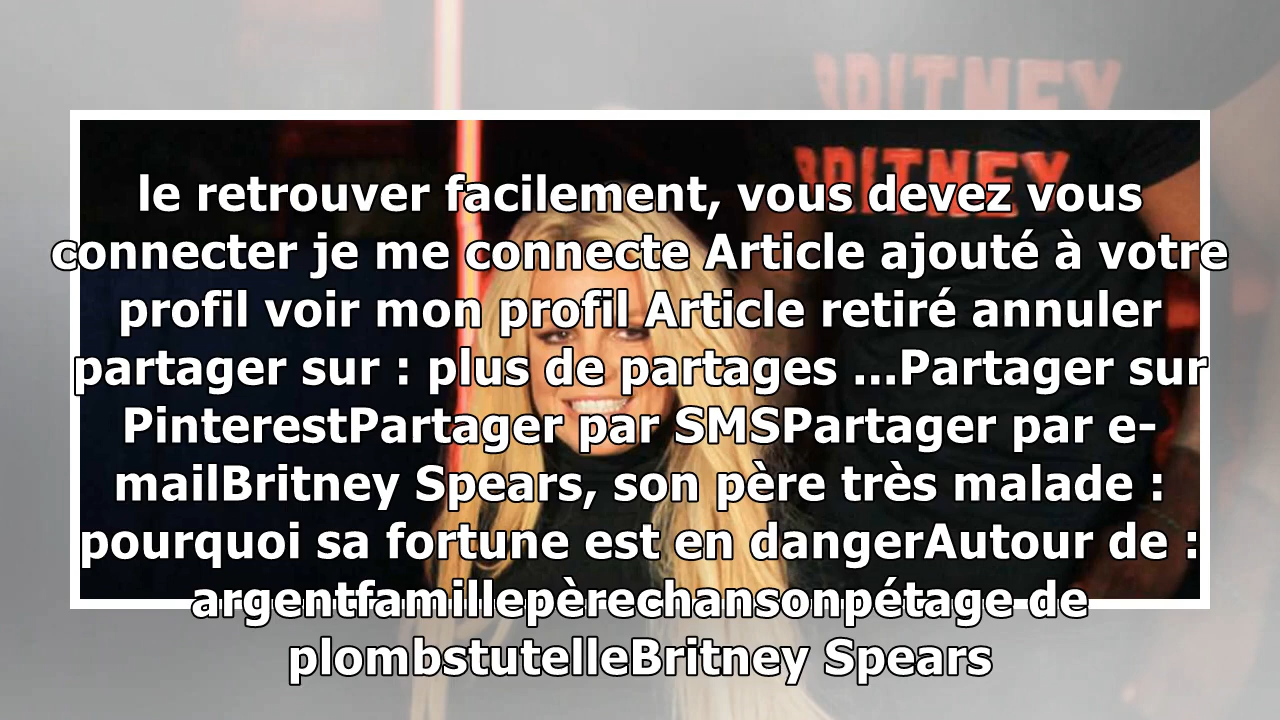 BRITNEY
BRITNEY
le retrouver facilement, vous devez vous
connecter je me connecte Article ajouté à votre
profil voir mon profil Article retiré annuler
partager sur : plus de partages ...Partager sur
PinterestPartager par SMSPartager par e-
mailBritney Spears, son père très malade :
pourquoi sa fortune est en dangerAutour de :
argentfamillepèrechansonpétage de
plombstutelleBritney Spears